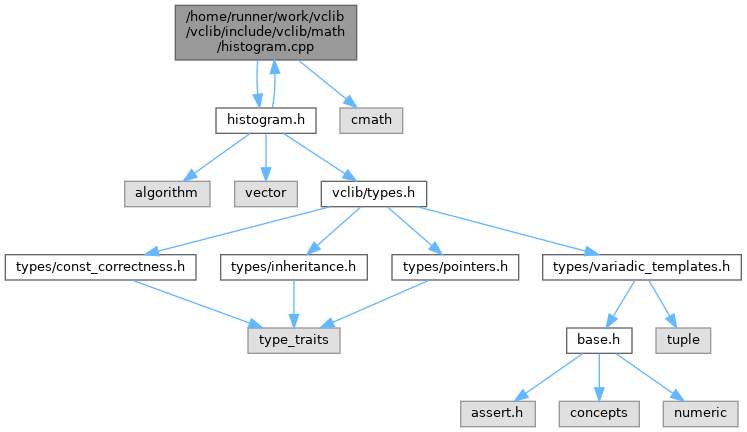 /home/runner/work/vclib
/vclib/include/vclib/math
/histogram.cpp
histogram.h
cmath
algorithm
vector
vclib/types.h
types/const_correctness.h
types/inheritance.h
types/pointers.h
types/variadic_templates.h
type_traits
base.h
tuple
assert.h
concepts
numeric